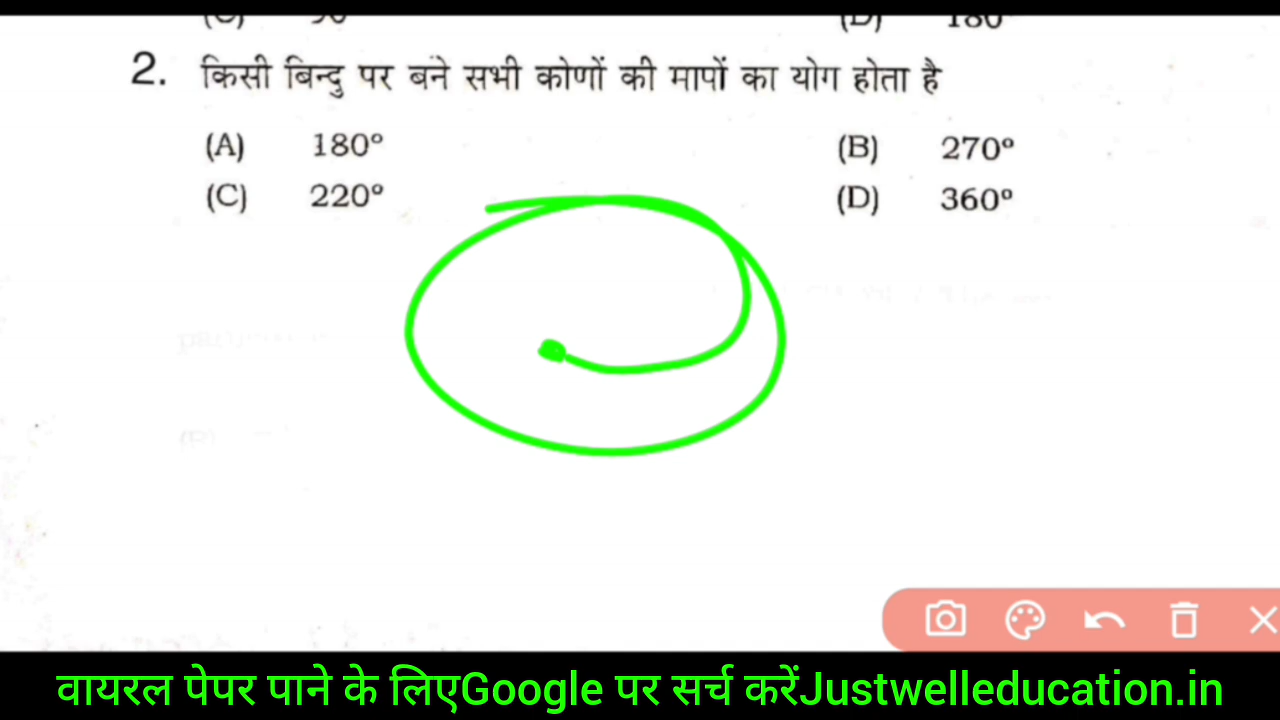 2. किसी बिन्दु पर बने सभी कोणों की मापों का योग होता है
(A) 180° (B) 270°
(C) 220° (D) 360°
वायरल पेपर पाने के लिएGoogle पर सर्च करेंJustwelleducation.in